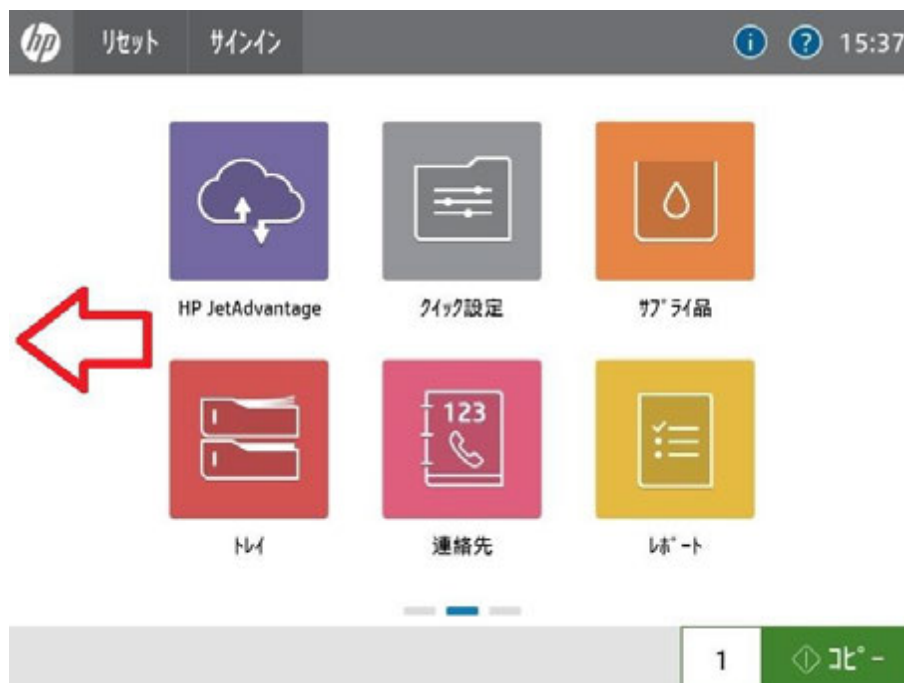 hp リセット サインイン i ? 15:37
HP JetAdvantage クイック設定 サプライ品
123
トレイ 連絡先 レポート
1 コピー